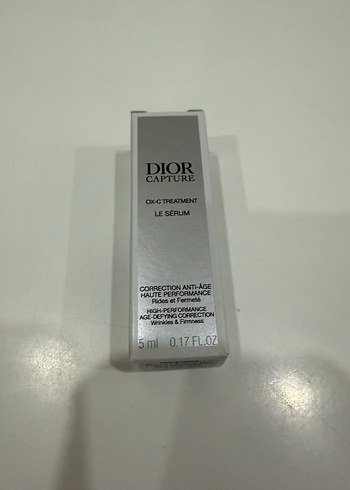 DIOR
CAPTURE
OX-C TREATMENT
LE SÉRUM
CORRECTION ANTI-ÂGE
HAUTE PERFORMANCE
Rides et Fermeté
HIGH-PERFORMANCE
AGE-DEFYING CORRECTION
Wrinkles & Firmness
5 ml 0.17 FL.OZ